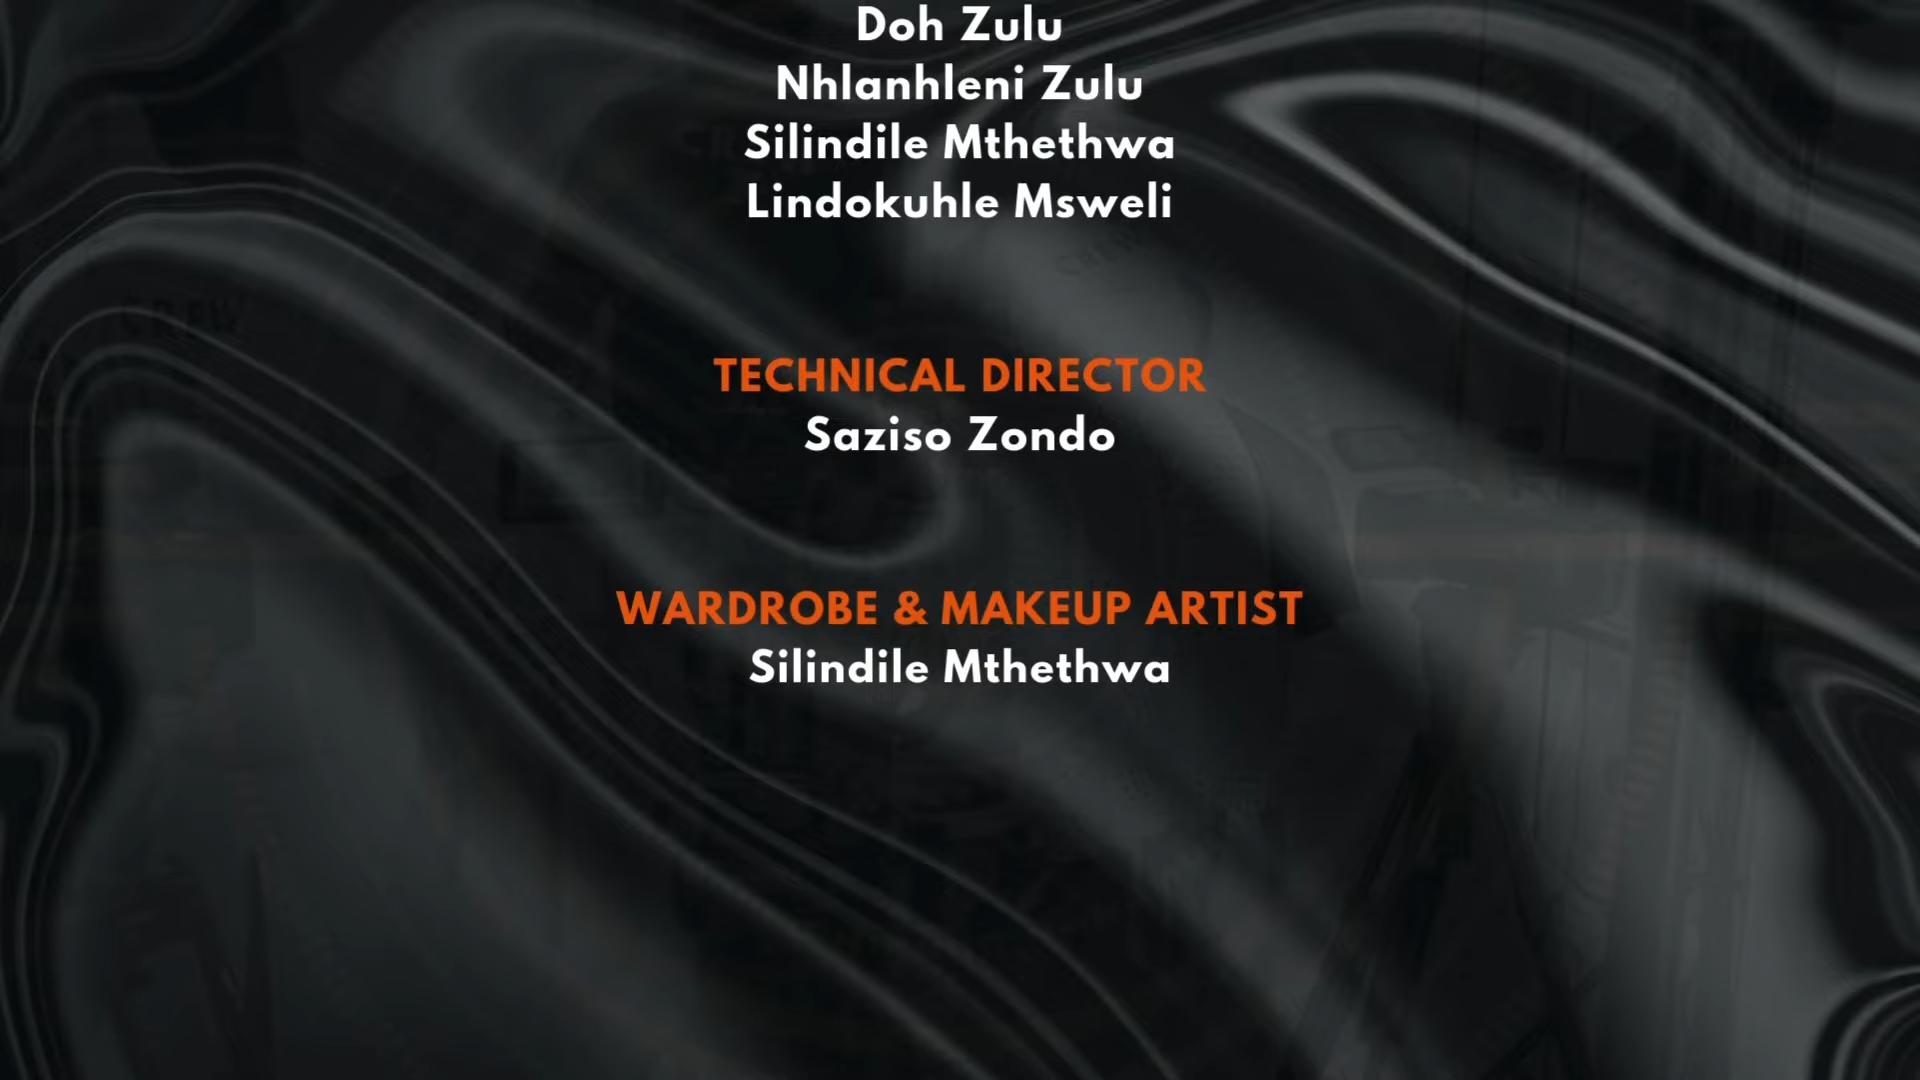 Doh Zulu
Nhlanhleni Zulu
Silindile Mthethwa
Lindokuhle Msweli
TECHNICAL DIRECTOR
Saziso Zondo
WARDROBE & MAKEUP ARTIST
Silindile Mthethwa